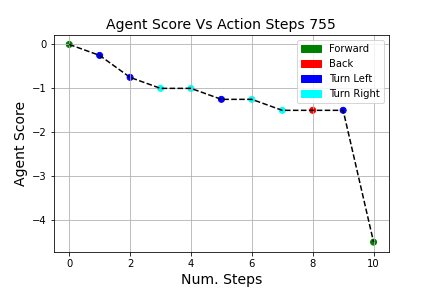 Agent Score Vs Action Steps 755
Agent Score
0
−1
−2
−3
−4
Forward
Back
Turn Left
Turn Right
0 2 4 6 8 10
Num. Steps